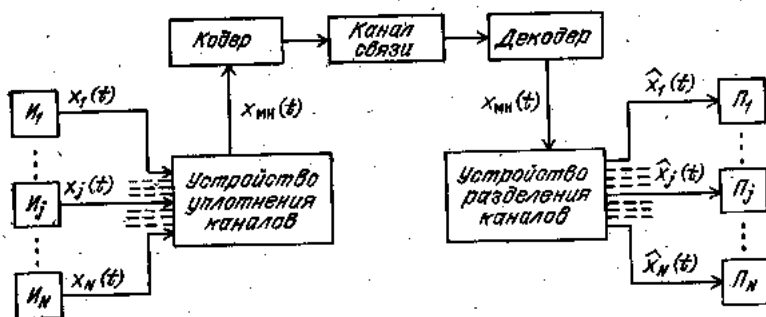 Кодер
Канал
связи
Декодер
И₁
x₁(t)
xмн(t)
xмн(t)
x̂₁(t)
П₁
Иj
xj(t)
Устройство
уплотнения
каналов
Устройство
разделения
каналов
x̂j(t)
Пj
ИN
xN(t)
x̂N(t)
ПN